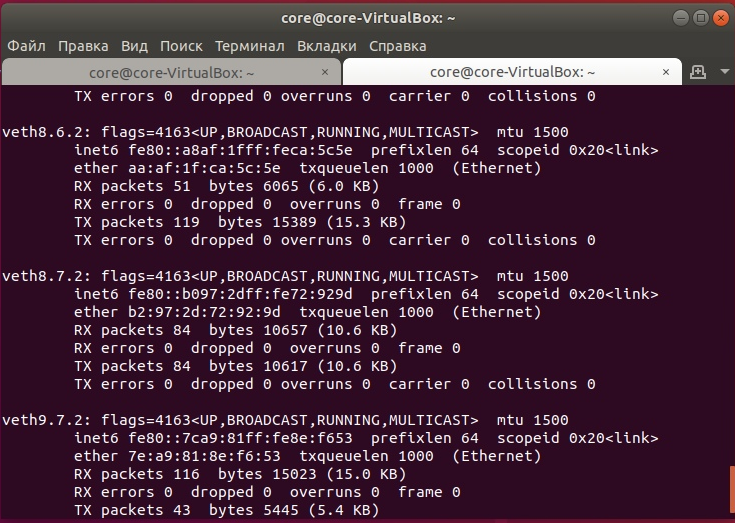 core@core-VirtualBox: ~
Файл Правка Вид Поиск Терминал Вкладки Справка
core@core-VirtualBox: ~ × core@core-VirtualBox: ~ ×
TX errors 0 dropped 0 overruns 0 carrier 0 collisions 0
veth8.6.2: flags=4163<UP,BROADCAST,RUNNING,MULTICAST> mtu 1500
inet6 fe80::a8af:1fff:feca:5c5e prefixlen 64 scopeid 0x20<link>
ether aa:af:1f:ca:5c:5e txqueuelen 1000 (Ethernet)
RX packets 51 bytes 6065 (6.0 KB)
RX errors 0 dropped 0 overruns 0 frame 0
TX packets 119 bytes 15389 (15.3 KB)
TX errors 0 dropped 0 overruns 0 carrier 0 collisions 0
veth8.7.2: flags=4163<UP,BROADCAST,RUNNING,MULTICAST> mtu 1500
inet6 fe80::b097:2dff:fe72:929d prefixlen 64 scopeid 0x20<link>
ether b2:97:2d:72:92:9d txqueuelen 1000 (Ethernet)
RX packets 84 bytes 10657 (10.6 KB)
RX errors 0 dropped 0 overruns 0 frame 0
TX packets 84 bytes 10617 (10.6 KB)
TX errors 0 dropped 0 overruns 0 carrier 0 collisions 0
veth9.7.2: flags=4163<UP,BROADCAST,RUNNING,MULTICAST> mtu 1500
inet6 fe80::7ca9:81ff:fe8e:f653 prefixlen 64 scopeid 0x20<link>
ether 7e:a9:81:8e:f6:53 txqueuelen 1000 (Ethernet)
RX packets 116 bytes 15023 (15.0 KB)
RX errors 0 dropped 0 overruns 0 frame 0
TX packets 43 bytes 5445 (5.4 KB)